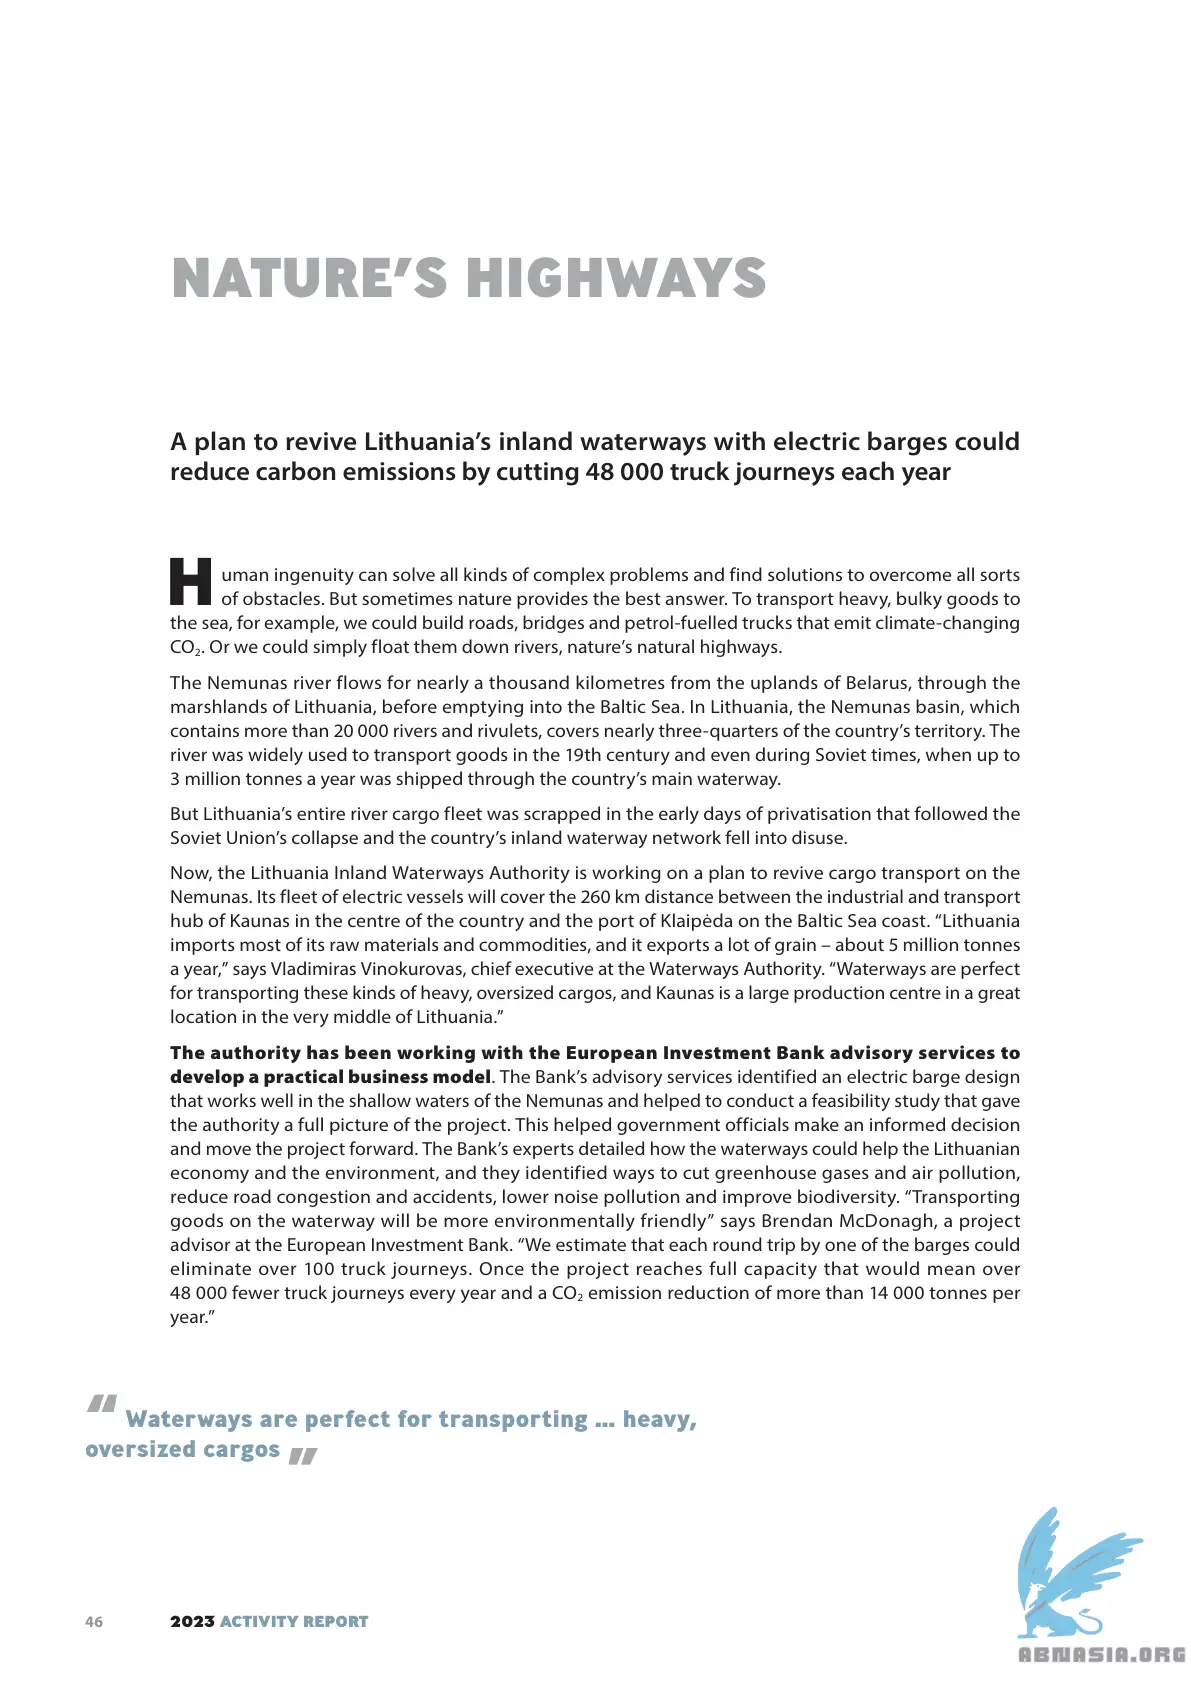 NATURE’S HIGHWAYS
A plan to revive Lithuania’s inland waterways with electric barges could
reduce carbon emissions by cutting 48 000 truck journeys each year
Human ingenuity can solve all kinds of complex problems and find solutions to overcome all sorts
of obstacles. But sometimes nature provides the best answer. To transport heavy, bulky goods to
the sea, for example, we could build roads, bridges and petrol-fuelled trucks that emit climate-changing
CO₂. Or we could simply float them down rivers, nature’s natural highways.
The Nemunas river flows for nearly a thousand kilometres from the uplands of Belarus, through the
marshlands of Lithuania, before emptying into the Baltic Sea. In Lithuania, the Nemunas basin, which
contains more than 20 000 rivers and rivulets, covers nearly three-quarters of the country’s territory. The
river was widely used to transport goods in the 19th century and even during Soviet times, when up to
3 million tonnes a year was shipped through the country’s main waterway.
But Lithuania’s entire river cargo fleet was scrapped in the early days of privatisation that followed the
Soviet Union’s collapse and the country’s inland waterway network fell into disuse.
Now, the Lithuania Inland Waterways Authority is working on a plan to revive cargo transport on the
Nemunas. Its fleet of electric vessels will cover the 260 km distance between the industrial and transport
hub of Kaunas in the centre of the country and the port of Klaipėda on the Baltic Sea coast. “Lithuania
imports most of its raw materials and commodities, and it exports a lot of grain – about 5 million tonnes
a year,” says Vladimiras Vinokurovas, chief executive at the Waterways Authority. “Waterways are perfect
for transporting these kinds of heavy, oversized cargos, and Kaunas is a large production centre in a great
location in the very middle of Lithuania.”
The authority has been working with the European Investment Bank advisory services to
develop a practical business model. The Bank’s advisory services identified an electric barge design
that works well in the shallow waters of the Nemunas and helped to conduct a feasibility study that gave
the authority a full picture of the project. This helped government officials make an informed decision
and move the project forward. The Bank’s experts detailed how the waterways could help the Lithuanian
economy and the environment, and they identified ways to cut greenhouse gases and air pollution,
reduce road congestion and accidents, lower noise pollution and improve biodiversity. “Transporting
goods on the waterway will be more environmentally friendly” says Brendan McDonagh, a project
advisor at the European Investment Bank. “We estimate that each round trip by one of the barges could
eliminate over 100 truck journeys. Once the project reaches full capacity that would mean over
48 000 fewer truck journeys every year and a CO₂ emission reduction of more than 14 000 tonnes per
year.”
“ Waterways are perfect for transporting ... heavy,
oversized cargos ”
46 2023 ACTIVITY REPORT
ABNASIA.ORG